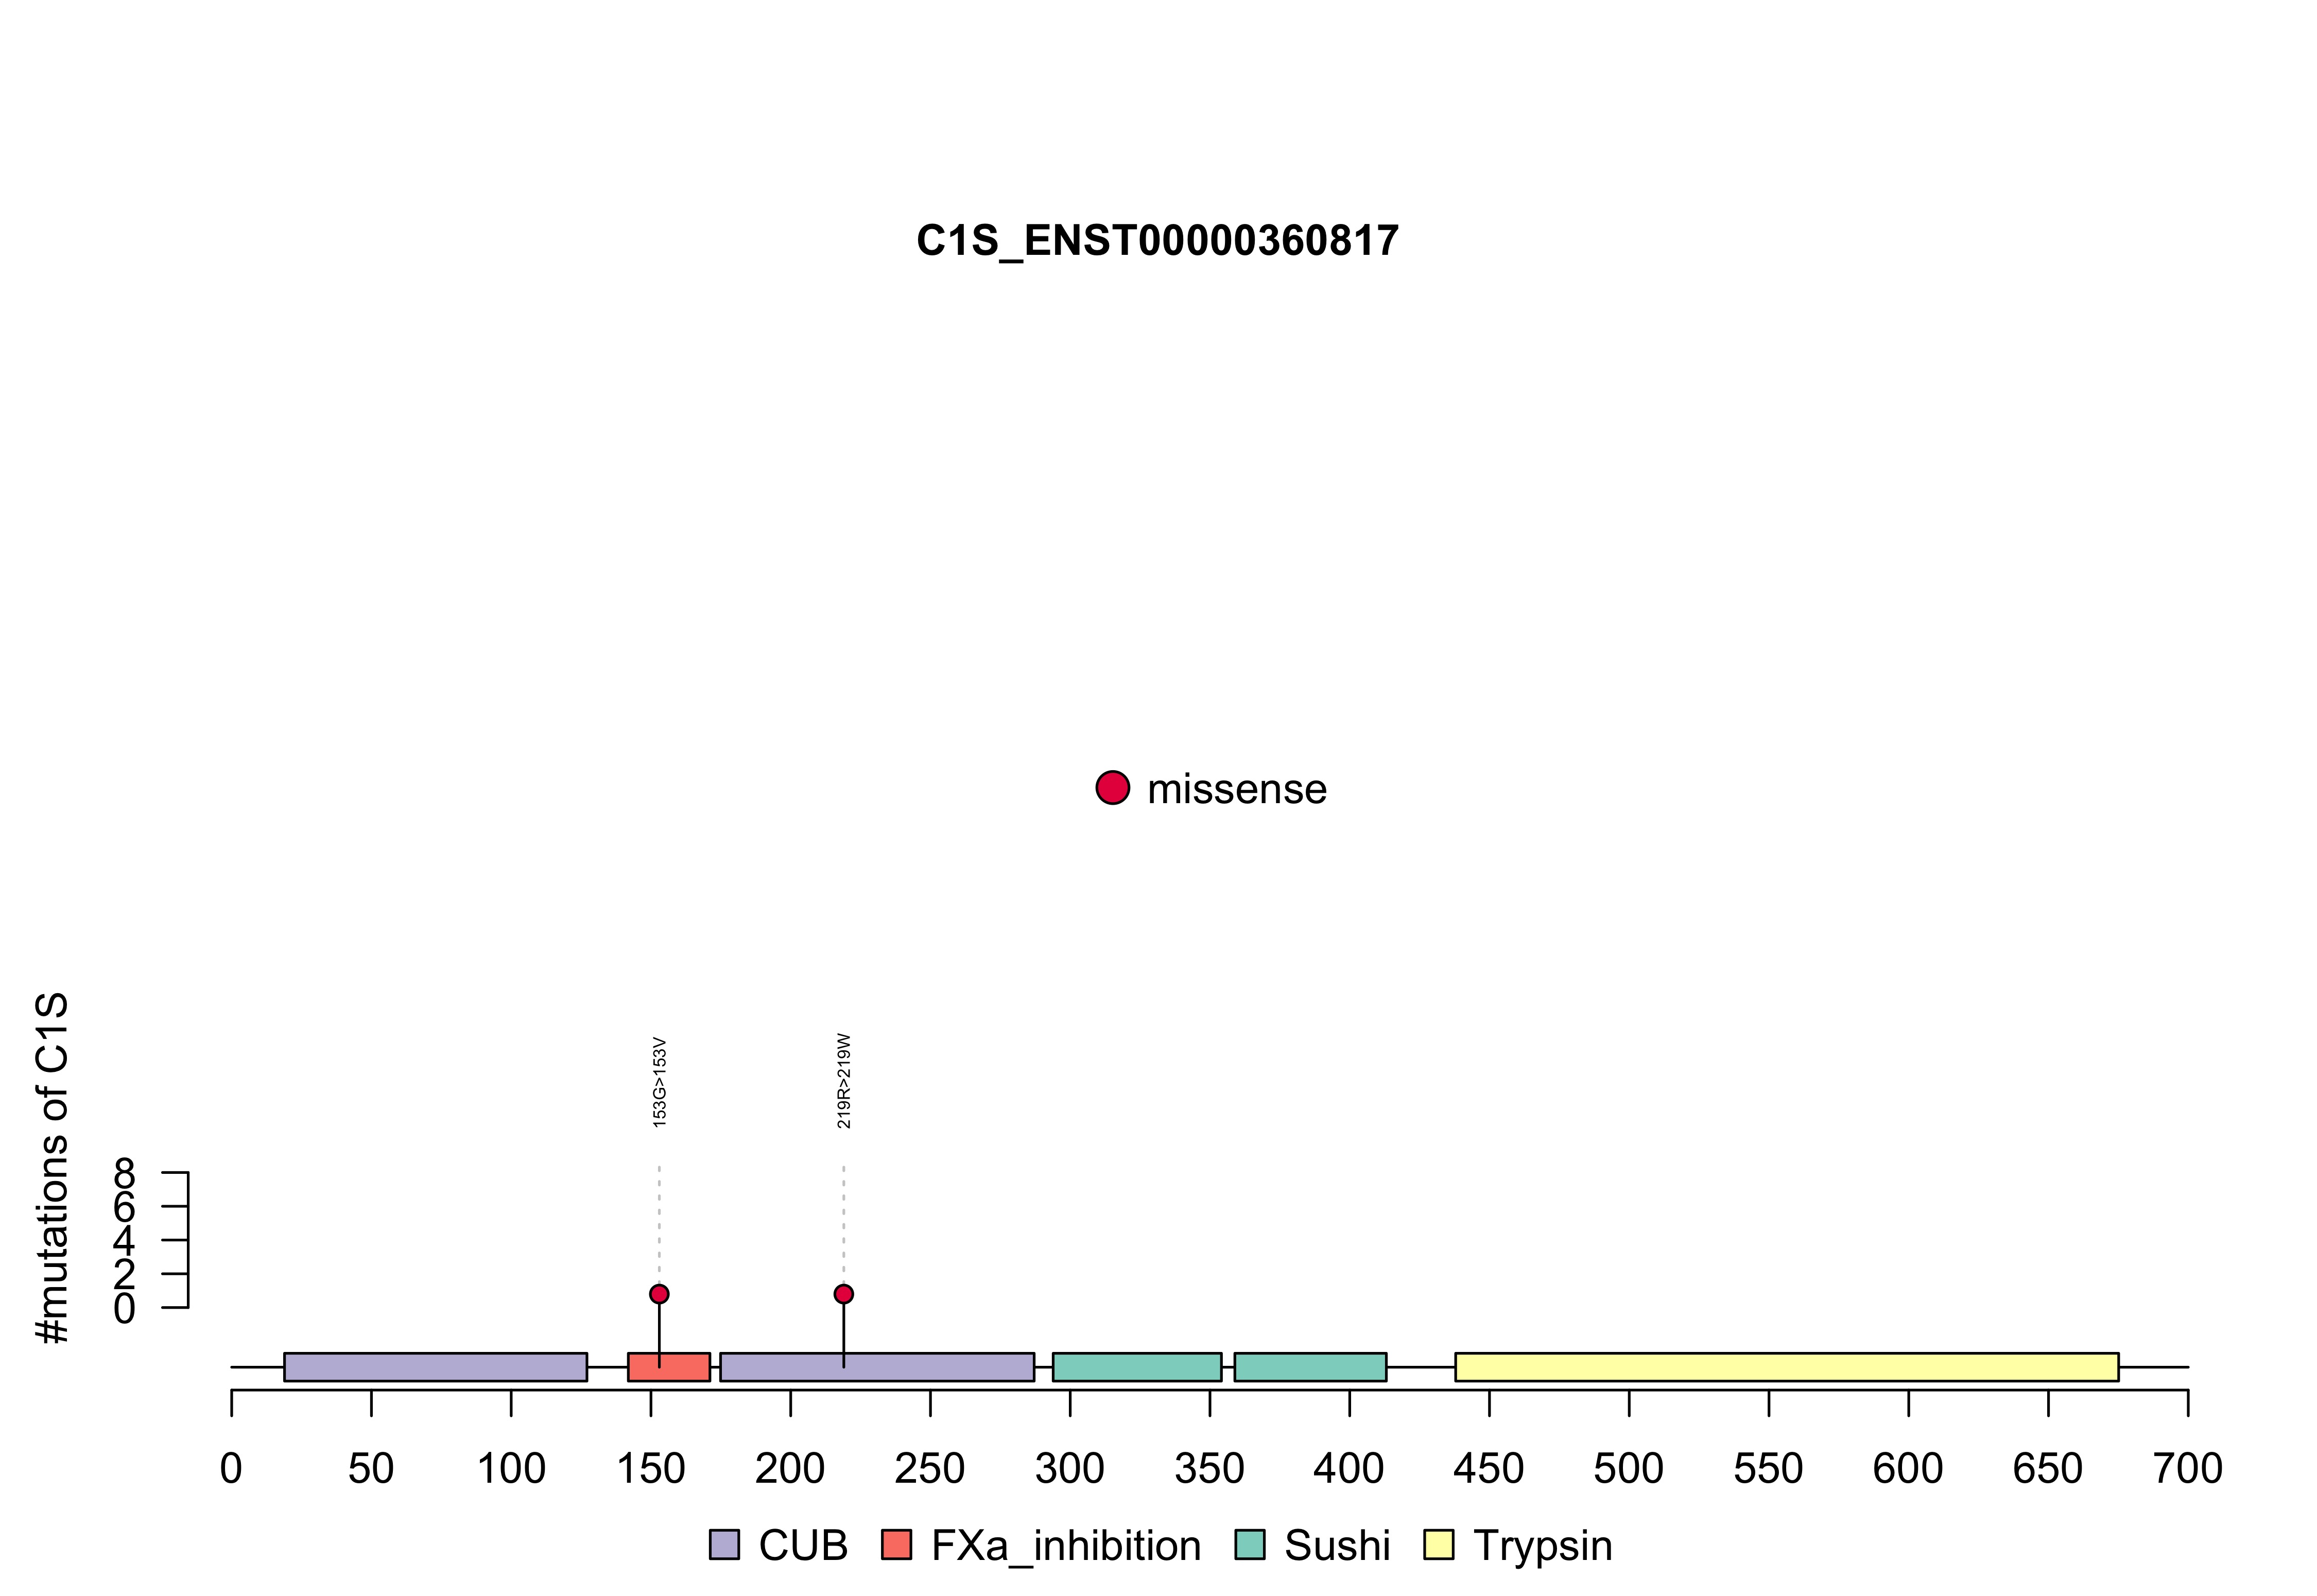 C1S_ENST00000360817
missense
#mutations of C1S
153G>153V
219R>219W
8
6
4
2
0
0 50 100 150 200 250 300 350 400 450 500 550 600 650 700
CUB FXa_inhibition Sushi Trypsin